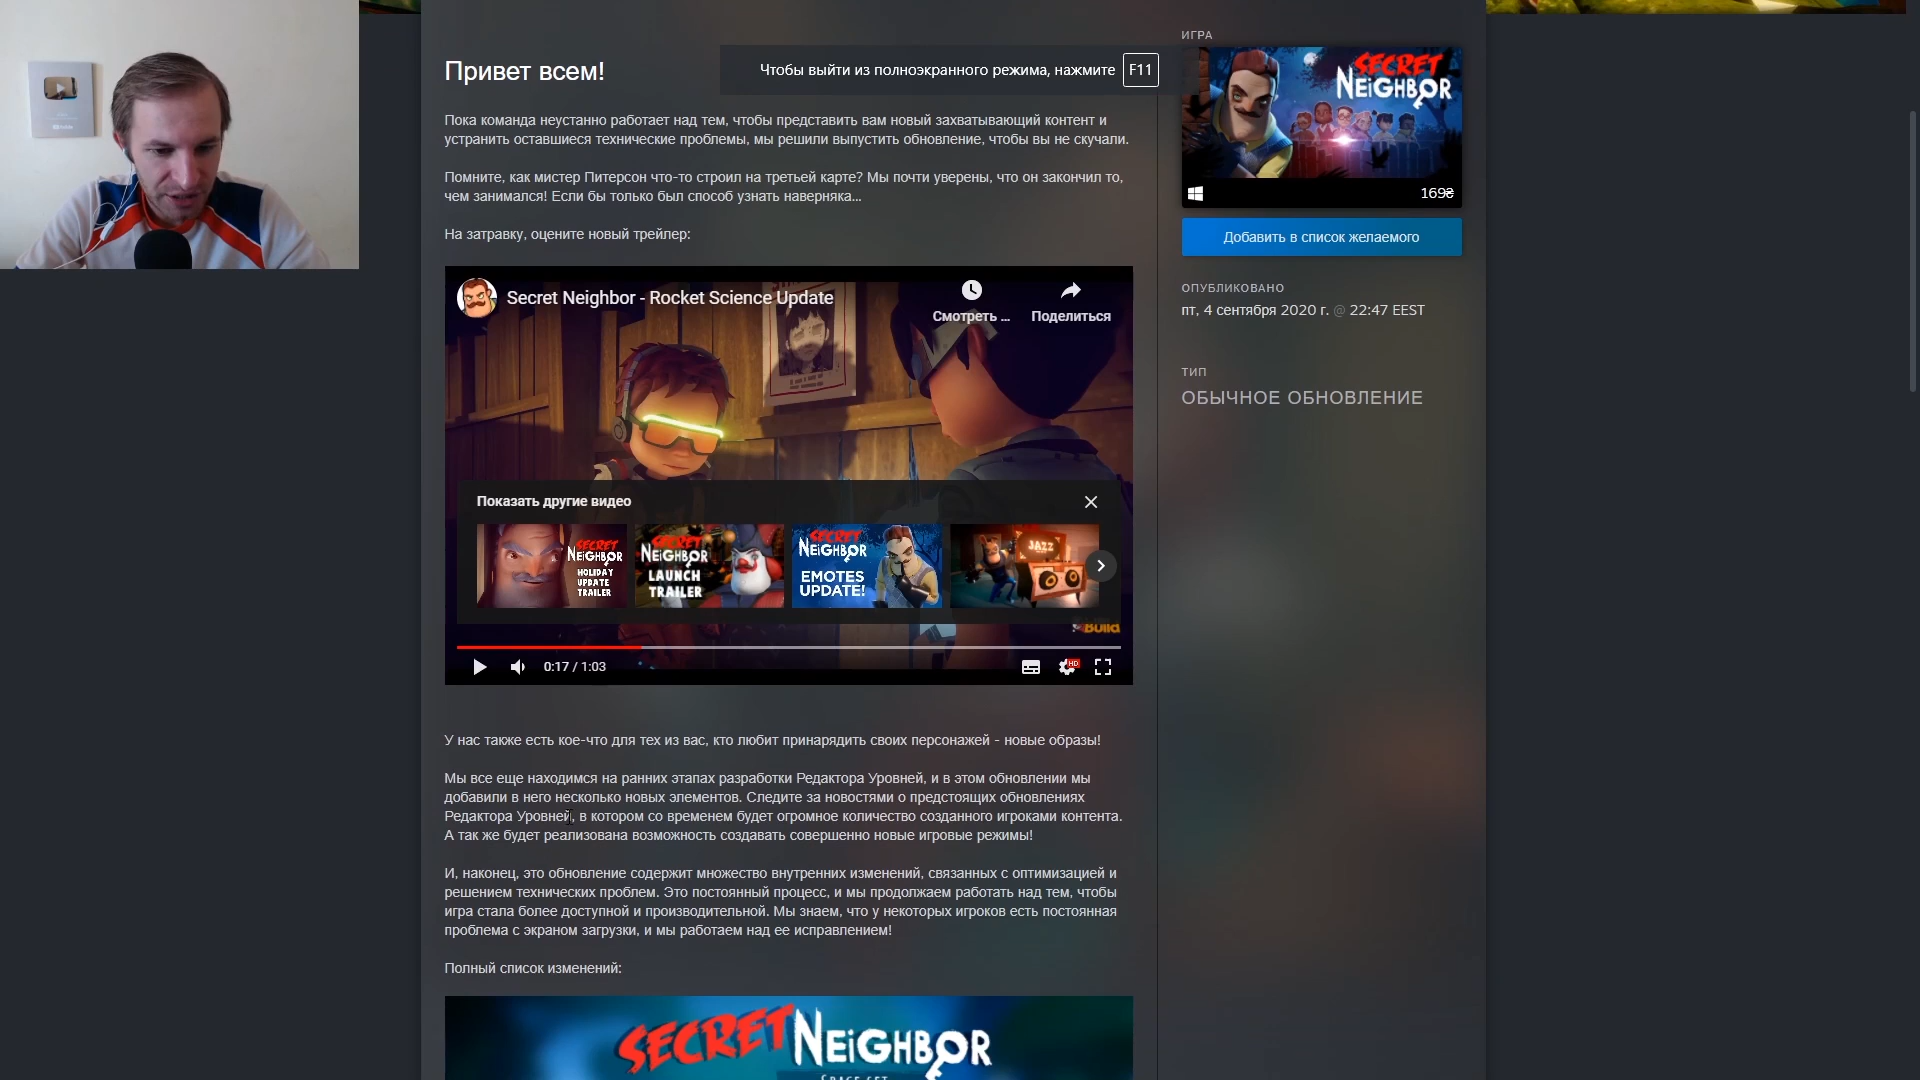 Привет всем!
Чтобы выйти из полноэкранного режима, нажмите F11
Пока команда неустанно работает над тем, чтобы представить вам новый захватывающий контент и
устранить оставшиеся технические проблемы, мы решили выпустить обновление, чтобы вы не скучали.
Помните, как мистер Питерсон что-то строил на третьей карте? Мы почти уверены, что он закончил то,
чем занимался! Если бы только был способ узнать наверняка...
На затравку, оцените новый трейлер:
Secret Neighbor - Rocket Science Update
Смотреть ...
Поделиться
Показать другие видео
SECRET NEiGHBOR HOLIDAY UPDATE TRAILER
SECRET NEiGHBOR LAUNCH TRAILER
SECRET NEiGHBOR EMOTES UPDATE!
JAZZ
Build
0:17 / 1:03
HD
У нас также есть кое-что для тех из вас, кто любит принарядить своих персонажей - новые образы!
Мы все еще находимся на ранних этапах разработки Редактора Уровней, и в этом обновлении мы
добавили в него несколько новых элементов. Следите за новостями о предстоящих обновлениях
Редактора Уровней, в котором со временем будет огромное количество созданного игроками контента.
А так же будет реализована возможность создавать совершенно новые игровые режимы!
И, наконец, это обновление содержит множество внутренних изменений, связанных с оптимизацией и
решением технических проблем. Это постоянный процесс, и мы продолжаем работать над тем, чтобы
игра стала более доступной и производительной. Мы знаем, что у некоторых игроков есть постоянная
проблема с экраном загрузки, и мы работаем над ее исправлением!
Полный список изменений:
SECRET NEiGHBOR
ИГРА
SECRET NEiGHBOR
169₴
Добавить в список желаемого
ОПУБЛИКОВАНО
пт, 4 сентября 2020 г. @ 22:47 EEST
ТИП
ОБЫЧНОЕ ОБНОВЛЕНИЕ